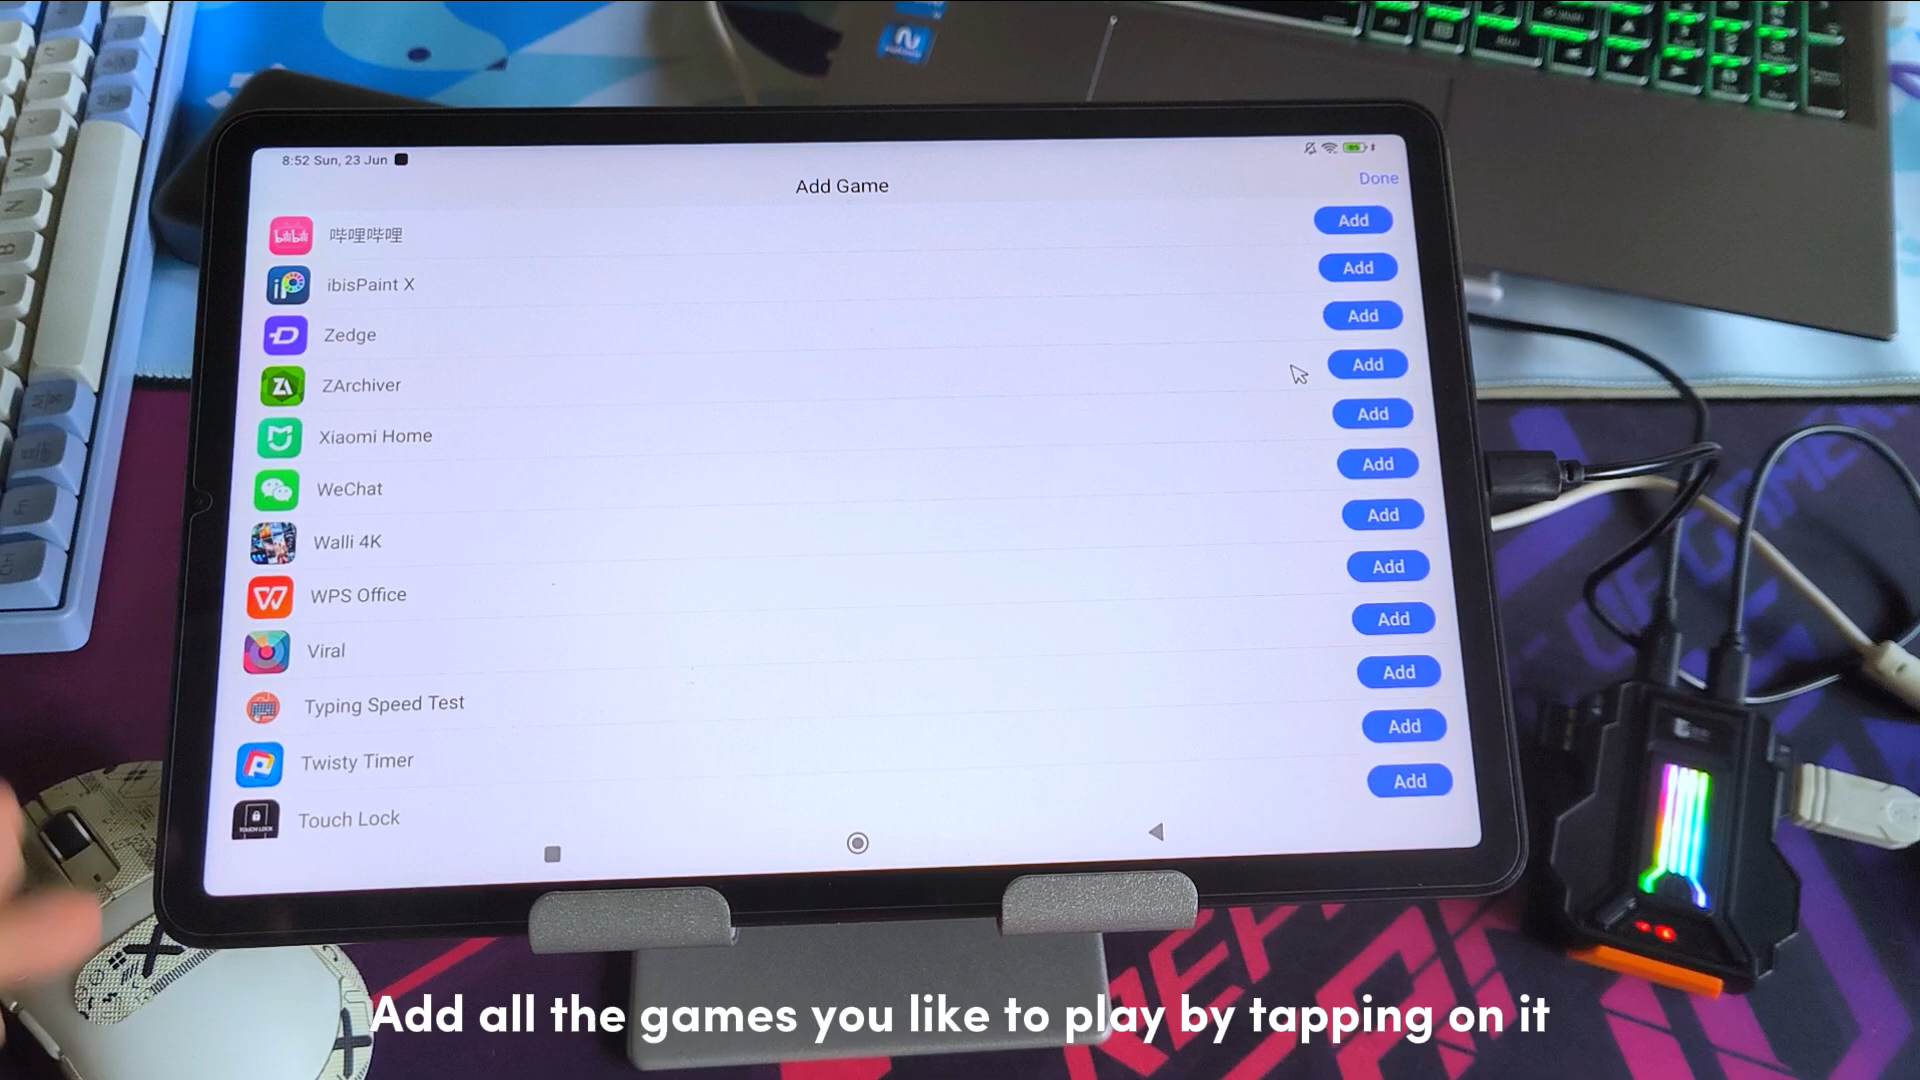 8:52 Sun, 23 Jun
Add Game
Done
哔哩哔哩
Add
ibisPaint X
Add
Zedge
Add
ZArchiver
Add
Xiaomi Home
Add
WeChat
Add
Walli 4K
Add
WPS Office
Add
Viral
Add
Typing Speed Test
Add
Twisty Timer
Add
Touch Lock
Add
Add all the games you like to play by tapping on it